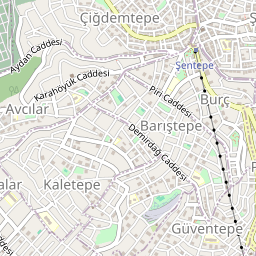 Çiğdemtepe
Aydan Caddesi
Şentepe
Karahöyük Caddesi
Piri Caddesi
Burç
Avcılar
Barıştepe
Demirdağ Caddesi
Kaletepe
alar
Güventepe